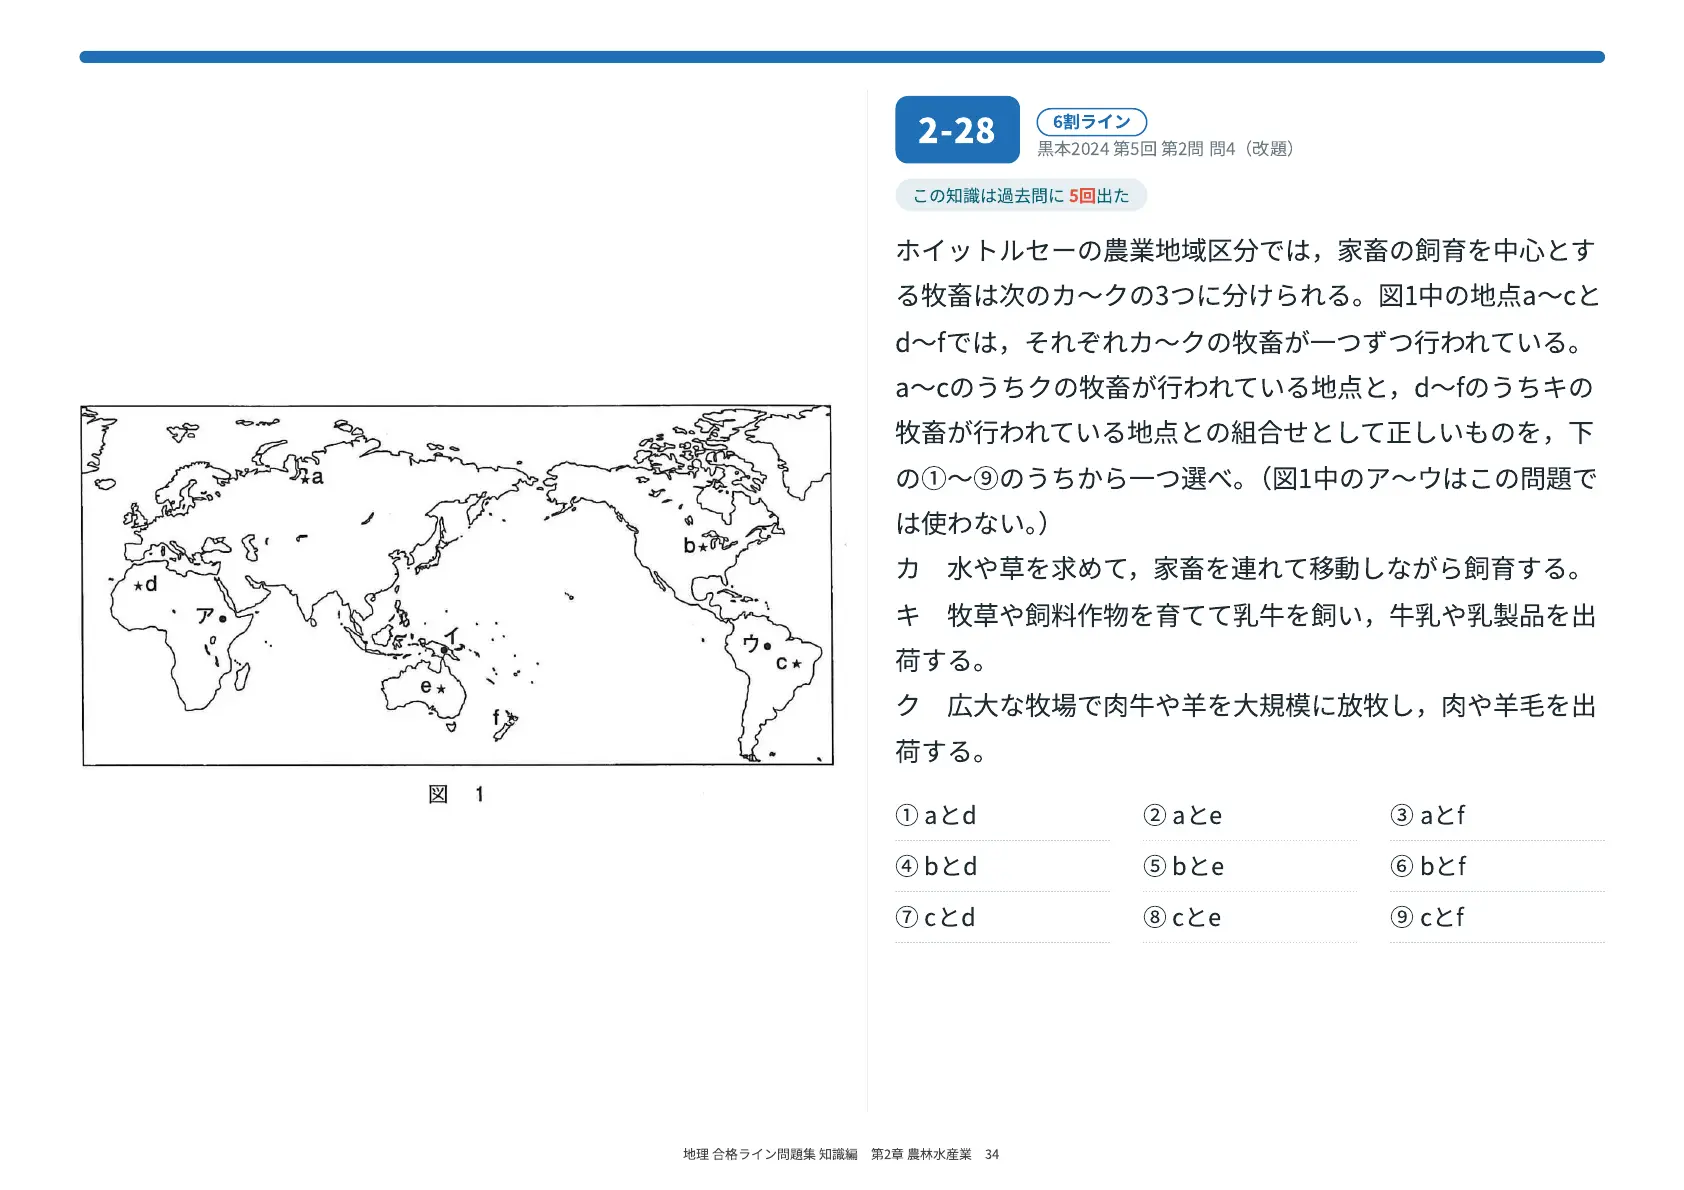 2-28
6割ライン
黒本2024 第5回 第2問 問4（改題）
この知識は過去問に 5回出た
ホイットルセーの農業地域区分では，家畜の飼育を中心とす
る牧畜は次のカ～クの3つに分けられる。図1中の地点a～cと
d～fでは，それぞれカ～クの牧畜が一つずつ行われている。
a～cのうちクの牧畜が行われている地点と，d～fのうちキの
牧畜が行われている地点との組合せとして正しいものを，下
の①～⑨のうちから一つ選べ。（図1中のア～ウはこの問題で
は使わない。）
カ　水や草を求めて，家畜を連れて移動しながら飼育する。
キ　牧草や飼料作物を育てて乳牛を飼い，牛乳や乳製品を出
荷する。
ク　広大な牧場で肉牛や羊を大規模に放牧し，肉や羊毛を出
荷する。
① aとd
② aとe
③ aとf
④ bとd
⑤ bとe
⑥ bとf
⑦ cとd
⑧ cとe
⑨ cとf
a
b
d
ア
イ
ウ
c
e
f
図 1
地理 合格ライン問題集 知識編　第2章 農林水産業　34